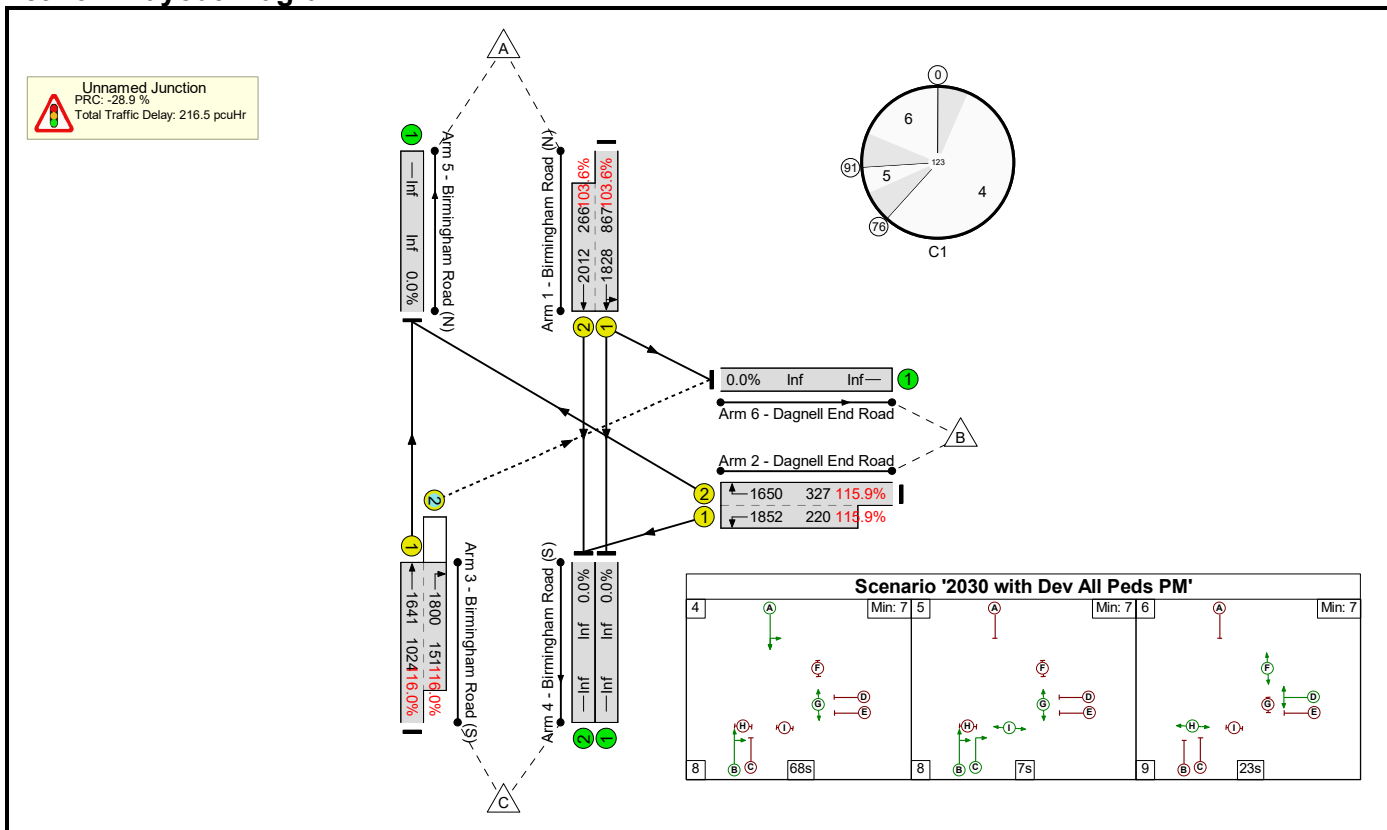 Unnamed Junction
PRC: -28.9 %
Total Traffic Delay: 216.5 pcuHr
A
1
Arm 5 - Birmingham Road (N)
Inf Inf 0.0%
Arm 1 - Birmingham Road (N)
2012 266 103.6%
1828 867 103.6%
2 1
0
6
91
5
123
4
76
C1
0.0% Inf Inf
1
Arm 6 - Dagnell End Road
B
Arm 2 - Dagnell End Road
2
1650 327 115.9%
1
1852 220 115.9%
2
1
1641 1024 116.0%
1800 151 116.0%
Arm 3 - Birmingham Road (S)
Arm 4 - Birmingham Road (S)
Inf Inf 0.0%
Inf Inf 0.0%
2 1
C
Scenario '2030 with Dev All Peds PM'
4 A Min: 7
F
G D
E
H I
B C
8 68s
5 A Min: 7
F
G D
E
H I
B C
8 7s
6 A Min: 7
F
G D
E
H I
B C
9 23s